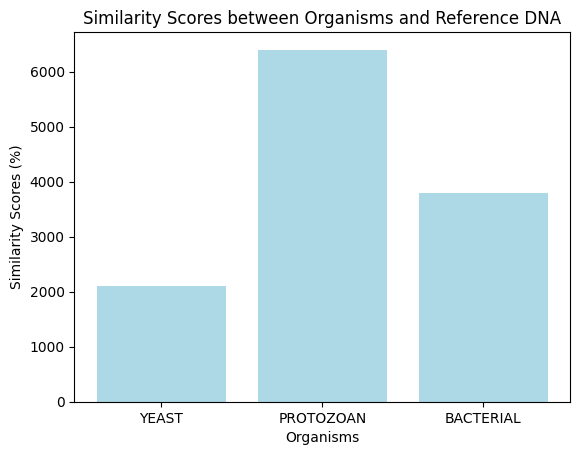 Similarity Scores between Organisms and Reference DNA
Similarity Scores (%)
6000
5000
4000
3000
2000
1000
0
YEAST
PROTOZOAN
BACTERIAL
Organisms